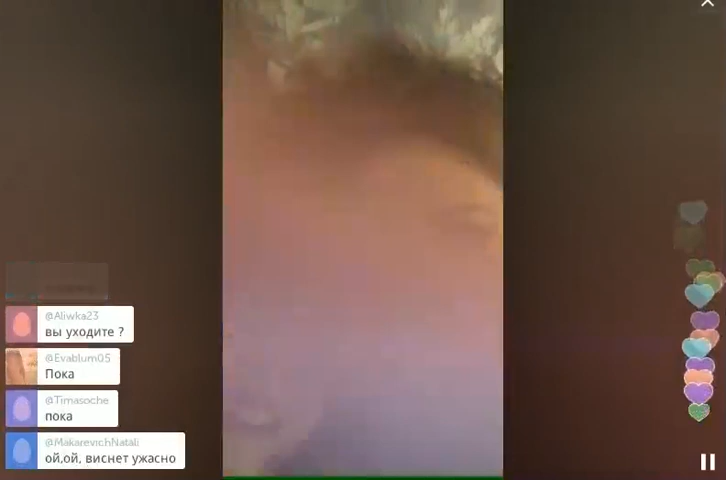 @Aliwka23
вы уходите ?
@Evablum05
Пока
@Timasoche
пока
@MakarevichNatali
ой,ой, виснет ужасно